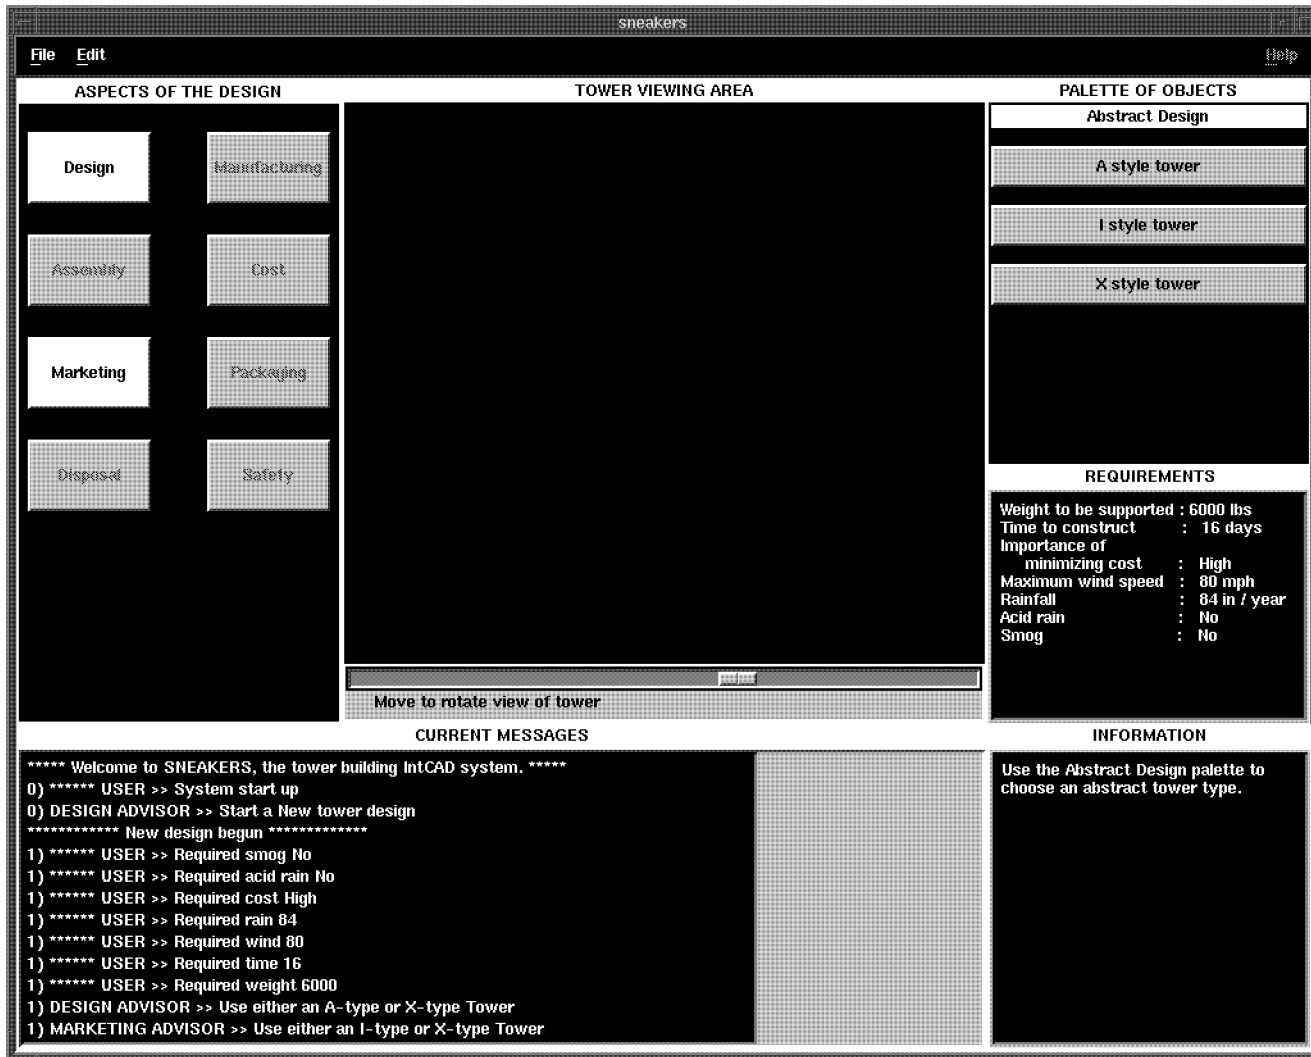 sneakers
File Edit Help
ASPECTS OF THE DESIGN
Design Manufacturing
Assembly Cost
Marketing Packaging
Disposal Safety
TOWER VIEWING AREA
Move to rotate view of tower
PALETTE OF OBJECTS
Abstract Design
A style tower
I style tower
X style tower
REQUIREMENTS
Weight to be supported : 6000 lbs
Time to construct : 16 days
Importance of
minimizing cost : High
Maximum wind speed : 80 mph
Rainfall : 84 in / year
Acid rain : No
Smog : No
CURRENT MESSAGES
***** Welcome to SNEAKERS, the tower building IntCAD system. *****
0) ****** USER >> System start up
0) DESIGN ADVISOR >> Start a New tower design
************ New design begun *************
1) ****** USER >> Required smog No
1) ****** USER >> Required acid rain No
1) ****** USER >> Required cost High
1) ****** USER >> Required rain 84
1) ****** USER >> Required wind 80
1) ****** USER >> Required time 16
1) ****** USER >> Required weight 6000
1) DESIGN ADVISOR >> Use either an A-type or X-type Tower
1) MARKETING ADVISOR >> Use either an I-type or X-type Tower
INFORMATION
Use the Abstract Design palette to
choose an abstract tower type.